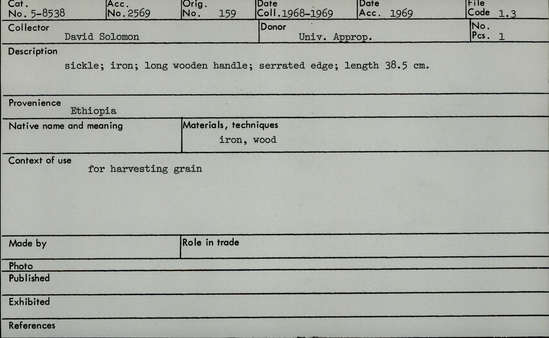 Cat. Acc. Orig. Date Date File
No. 5-8538 No. 2569 No. 159 Coll. 1968-1969 Acc. 1969 Code 1.3
Collector Donor No.
David Solomon Univ. Approp. Pcs. 1
Description
sickle; iron; long wooden handle; serrated edge; length 38.5 cm.
Provenience
Ethiopia
Native name and meaning Materials, techniques
iron, wood
Context of use
for harvesting grain
Made by Role in trade
Photo
Published
Exhibited
References